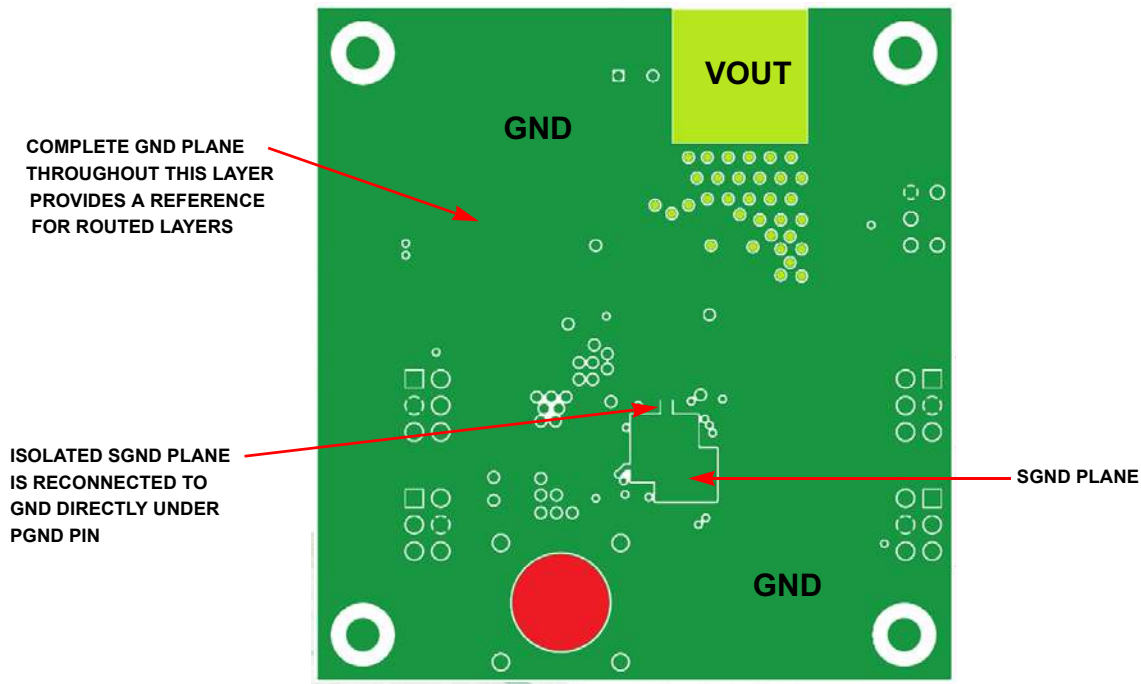 VOUT
GND
COMPLETE GND PLANE
THROUGHOUT THIS LAYER
PROVIDES A REFERENCE
FOR ROUTED LAYERS
ISOLATED SGND PLANE
IS RECONNECTED TO
GND DIRECTLY UNDER
PGND PIN
SGND PLANE
GND